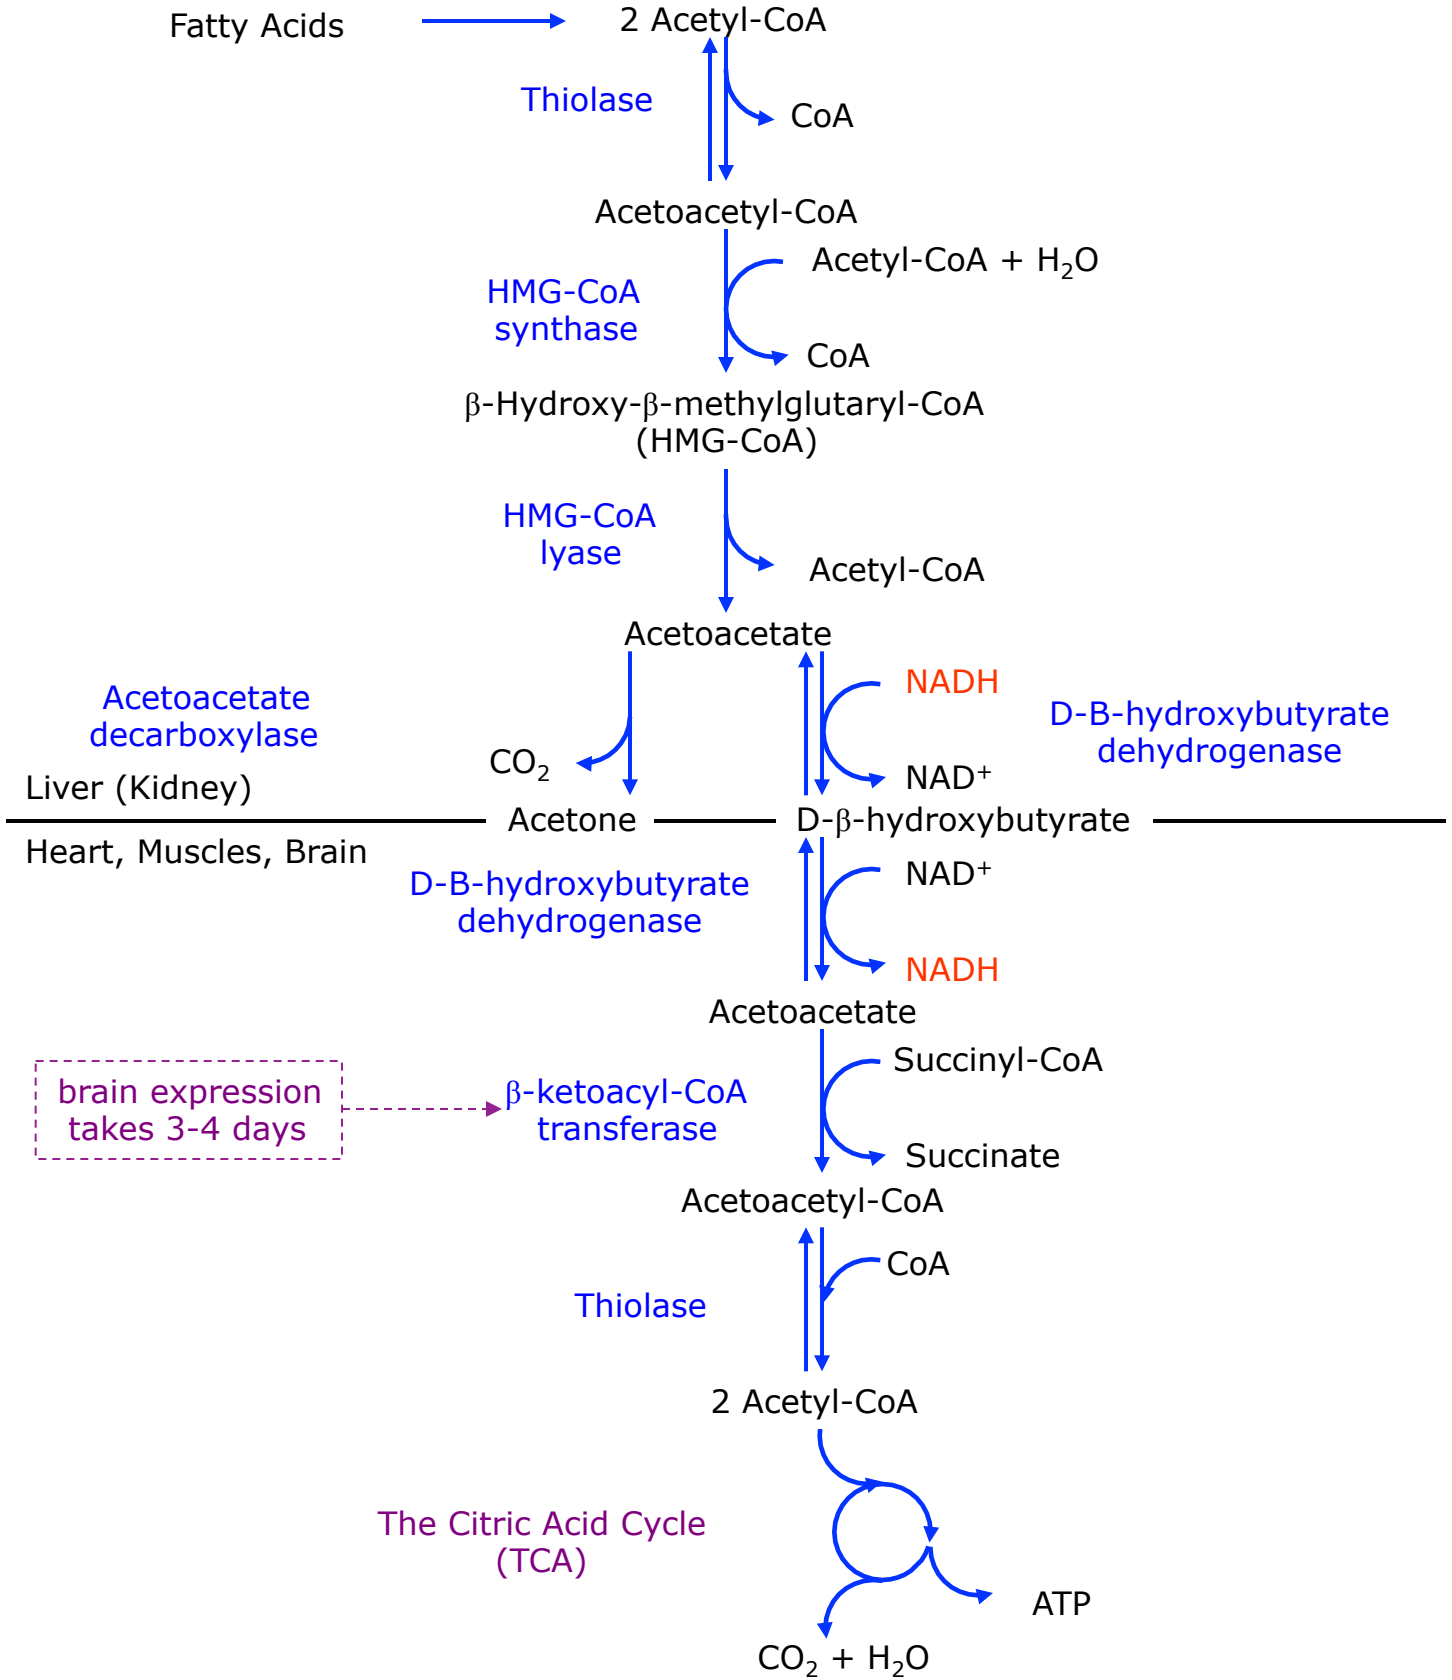 Fatty Acids
2 Acetyl-CoA
Thiolase
CoA
Acetoacetyl-CoA
Acetyl-CoA + H₂O
HMG-CoA
synthase
CoA
β-Hydroxy-β-methylglutaryl-CoA
(HMG-CoA)
HMG-CoA
lyase
Acetyl-CoA
Acetoacetate
Acetoacetate
decarboxylase
NADH
D-B-hydroxybutyrate
dehydrogenase
CO₂
NAD⁺
Liver (Kidney)
Acetone
D-β-hydroxybutyrate
Heart, Muscles, Brain
D-B-hydroxybutyrate
dehydrogenase
NAD⁺
NADH
Acetoacetate
Succinyl-CoA
brain expression
takes 3-4 days
β-ketoacyl-CoA
transferase
Succinate
Acetoacetyl-CoA
CoA
Thiolase
2 Acetyl-CoA
The Citric Acid Cycle
(TCA)
ATP
CO₂ + H₂O